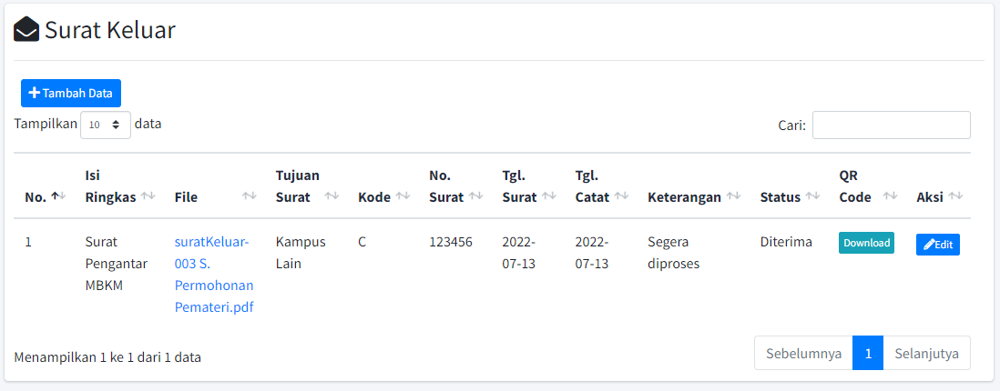 Surat Keluar
Tambah Data
Tampilkan 10 data
Cari:
No. Isi Ringkas File Tujuan Surat Kode No. Surat Tgl. Surat Tgl. Catat Keterangan Status QR Code Aksi
1 Surat Pengantar MBKM suratKeluar-003 S. Permohonan Pemateri.pdf Kampus Lain C 123456 2022-07-13 2022-07-13 Segera diproses Diterima Download Edit
Menampilkan 1 ke 1 dari 1 data
Sebelumnya 1 Selanjutya